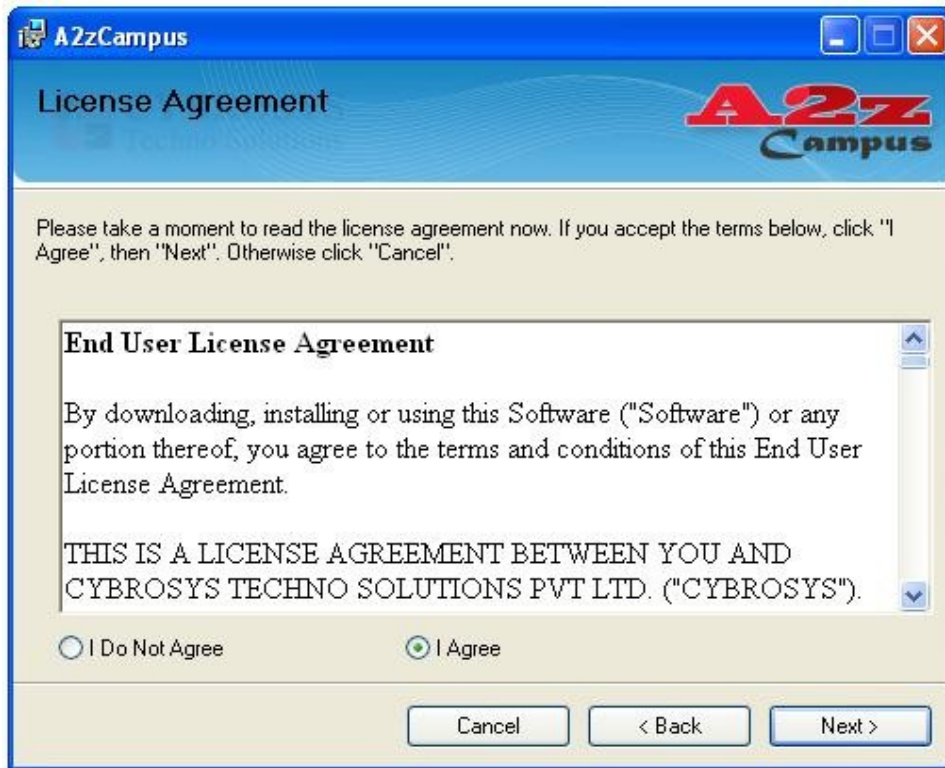 A2zCampus
License Agreement
Techno Solutions
A2z
Campus
Please take a moment to read the license agreement now. If you accept the terms below, click "I
Agree", then "Next". Otherwise click "Cancel".
End User License Agreement
By downloading, installing or using this Software ("Software") or any
portion thereof, you agree to the terms and conditions of this End User
License Agreement.
THIS IS A LICENSE AGREEMENT BETWEEN YOU AND
CYBROSYS TECHNO SOLUTIONS PVT LTD. ("CYBROSYS").
I Do Not Agree
I Agree
Cancel
< Back
Next >